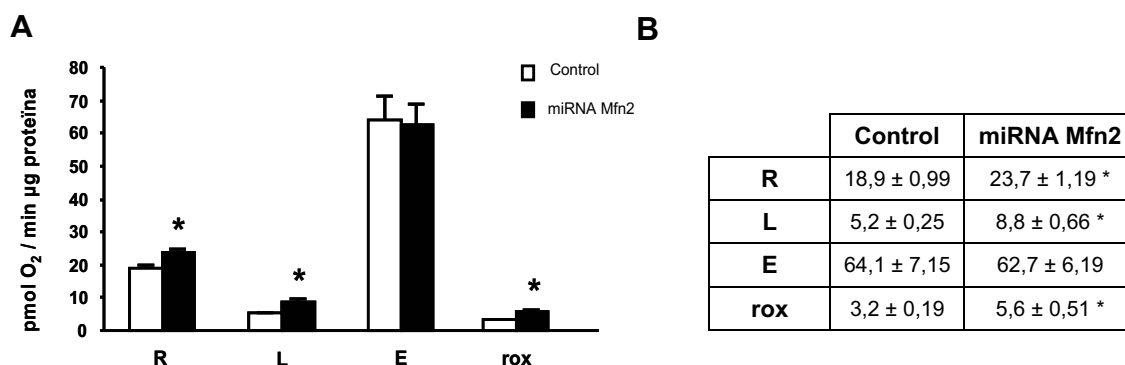 A
B
80
70
60
50
40
30
20
10
0
pmol O2 / min µg proteïna
Control
miRNA Mfn2
*
*
*
R L E rox
Control miRNA Mfn2
R 18,9 ± 0,99 23,7 ± 1,19 *
L 5,2 ± 0,25 8,8 ± 0,66 *
E 64,1 ± 7,15 62,7 ± 6,19
rox 3,2 ± 0,19 5,6 ± 0,51 *